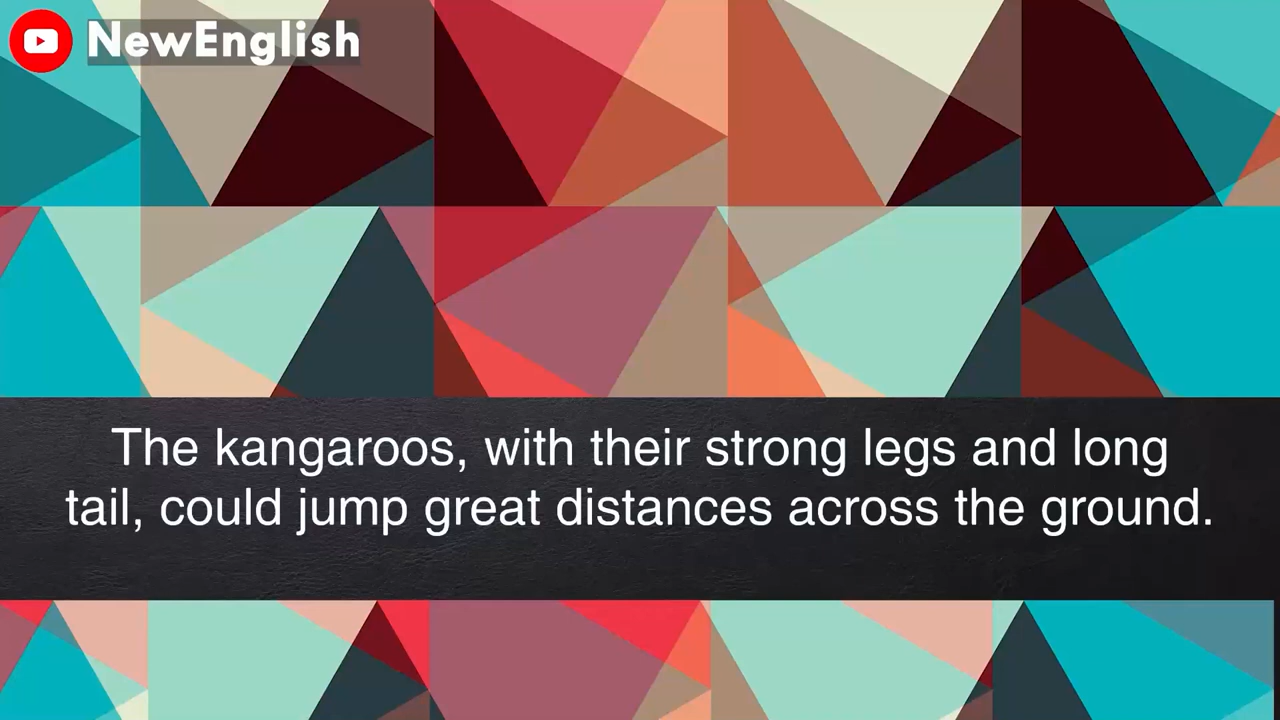 NewEnglish
The kangaroos, with their strong legs and long
tail, could jump great distances across the ground.